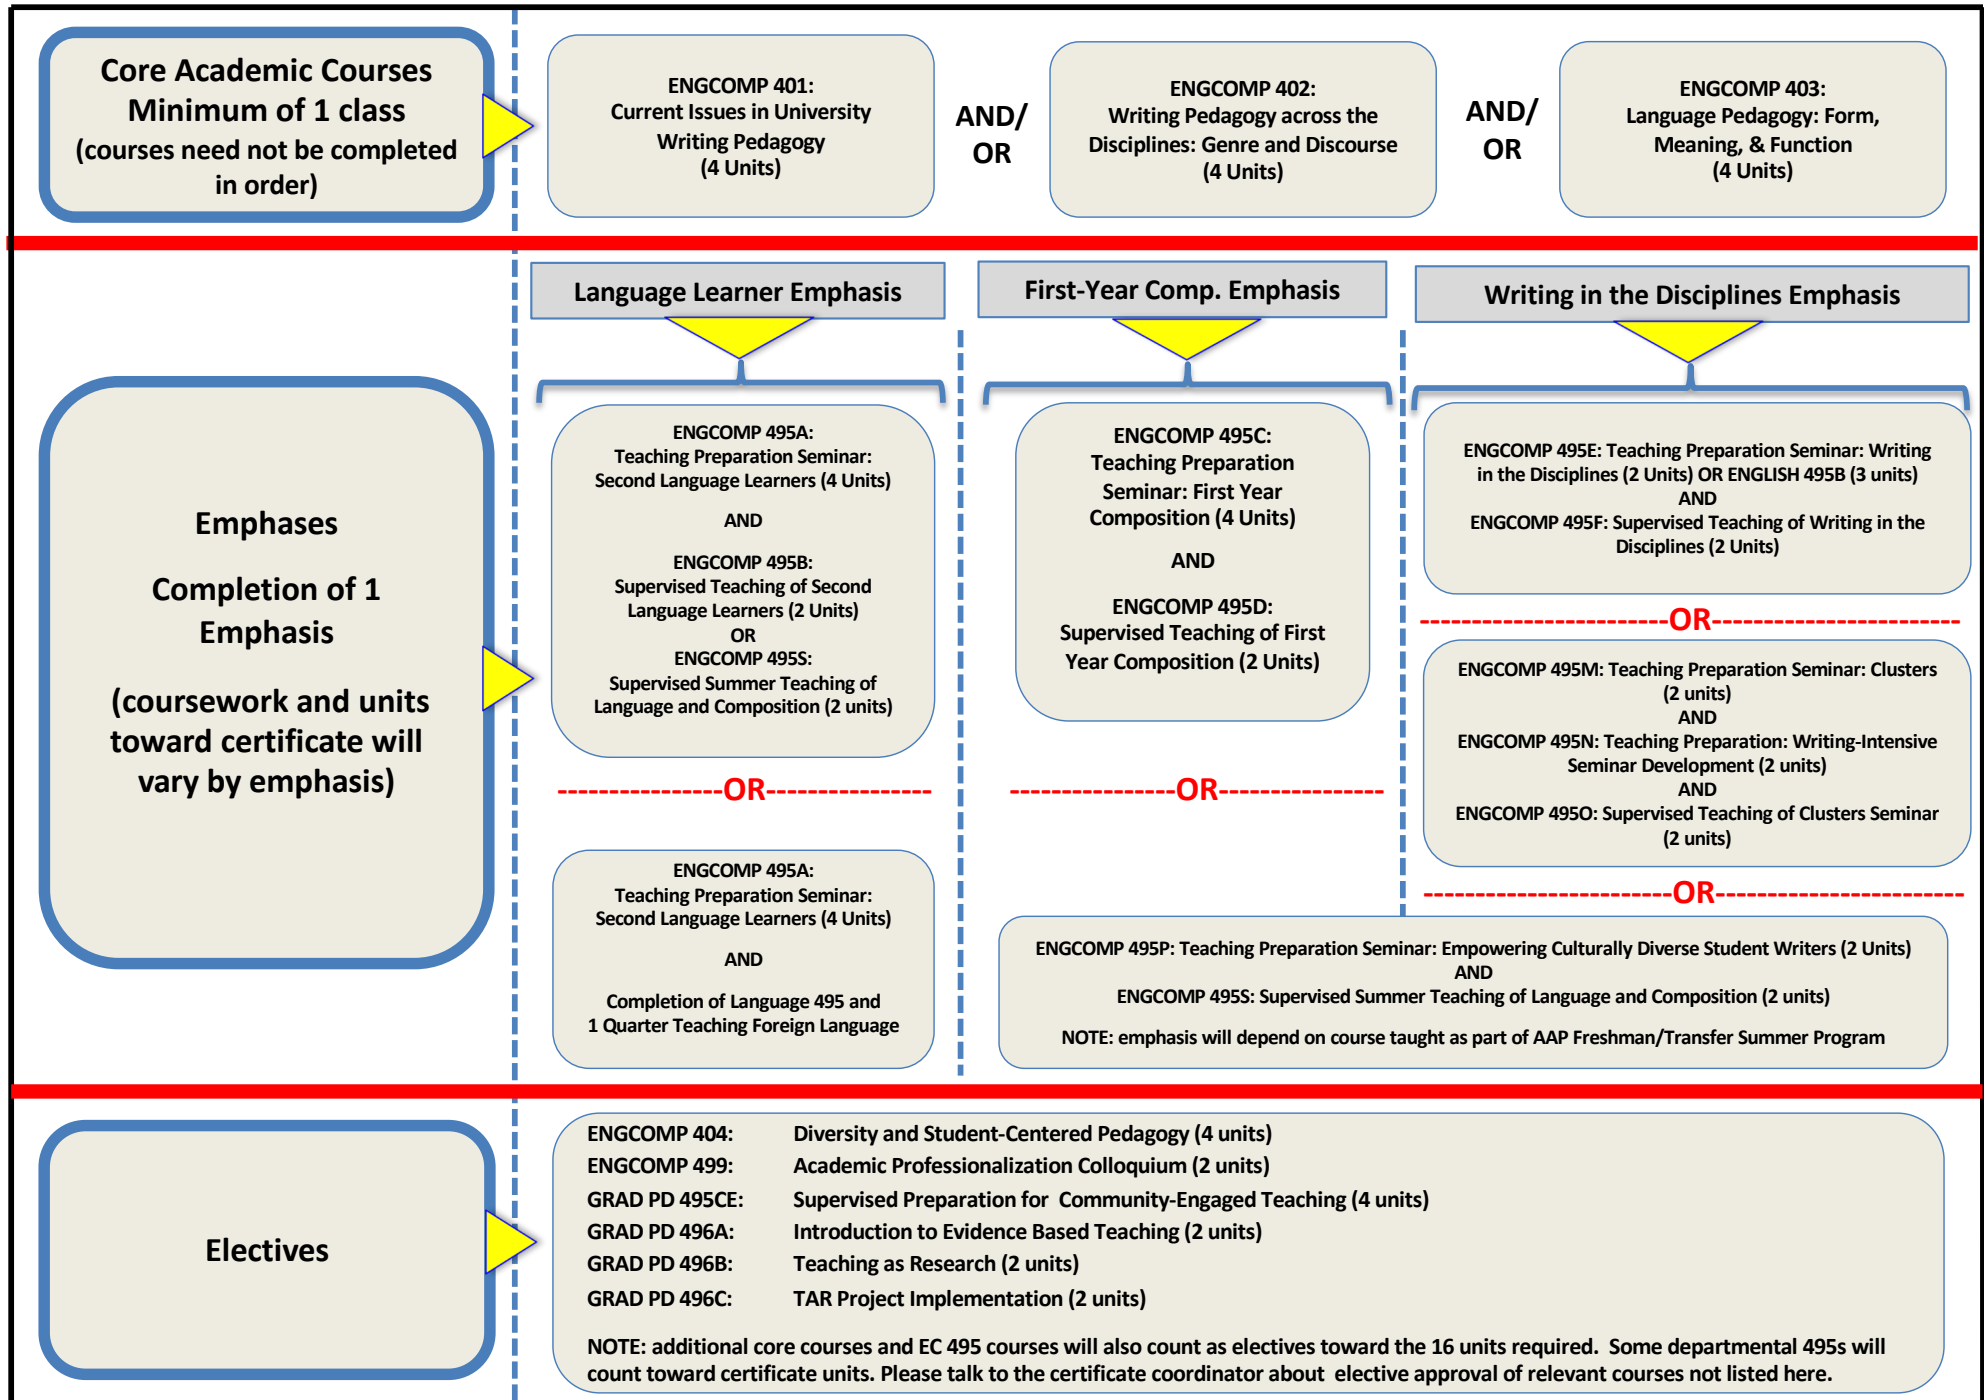 Core Academic Courses
Minimum of 1 class
(courses need not be completed
in order)
ENGCOMP 401:
Current Issues in University
Writing Pedagogy
(4 Units)
AND/
OR
ENGCOMP 402:
Writing Pedagogy across the
Disciplines: Genre and Discourse
(4 Units)
AND/
OR
ENGCOMP 403:
Language Pedagogy: Form,
Meaning, & Function
(4 Units)
Emphases
Completion of 1
Emphasis
(coursework and units
toward certificate will
vary by emphasis)
Language Learner Emphasis
ENGCOMP 495A:
Teaching Preparation Seminar:
Second Language Learners (4 Units)
AND
ENGCOMP 495B:
Supervised Teaching of Second
Language Learners (2 Units)
OR
ENGCOMP 495S:
Supervised Summer Teaching of
Language and Composition (2 units)
---------------OR---------------
ENGCOMP 495A:
Teaching Preparation Seminar:
Second Language Learners (4 Units)
AND
Completion of Language 495 and
1 Quarter Teaching Foreign Language
First-Year Comp. Emphasis
ENGCOMP 495C:
Teaching Preparation
Seminar: First Year
Composition (4 Units)
AND
ENGCOMP 495D:
Supervised Teaching of First
Year Composition (2 Units)
---------------OR---------------
Writing in the Disciplines Emphasis
ENGCOMP 495E: Teaching Preparation Seminar: Writing
in the Disciplines (2 Units) OR ENGLISH 495B (3 units)
AND
ENGCOMP 495F: Supervised Teaching of Writing in the
Disciplines (2 Units)
-----------------------OR-----------------------
ENGCOMP 495M: Teaching Preparation Seminar: Clusters
(2 units)
AND
ENGCOMP 495N: Teaching Preparation: Writing-Intensive
Seminar Development (2 units)
AND
ENGCOMP 495O: Supervised Teaching of Clusters Seminar
(2 units)
-----------------------OR-----------------------
ENGCOMP 495P: Teaching Preparation Seminar: Empowering Culturally Diverse Student Writers (2 Units)
AND
ENGCOMP 495S: Supervised Summer Teaching of Language and Composition (2 units)
NOTE: emphasis will depend on course taught as part of AAP Freshman/Transfer Summer Program
Electives
ENGCOMP 404: Diversity and Student-Centered Pedagogy (4 units)
ENGCOMP 499: Academic Professionalization Colloquium (2 units)
GRAD PD 495CE: Supervised Preparation for Community-Engaged Teaching (4 units)
GRAD PD 496A: Introduction to Evidence Based Teaching (2 units)
GRAD PD 496B: Teaching as Research (2 units)
GRAD PD 496C: TAR Project Implementation (2 units)
NOTE: additional core courses and EC 495 courses will also count as electives toward the 16 units required. Some departmental 495s will
count toward certificate units. Please talk to the certificate coordinator about elective approval of relevant courses not listed here.